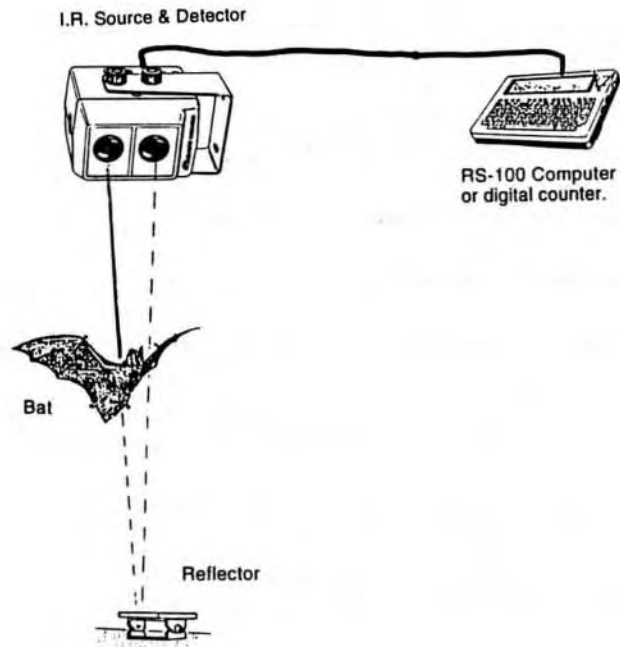 I.R. Source & Detector
RS-100 Computer
or digital counter.
Bat
Reflector